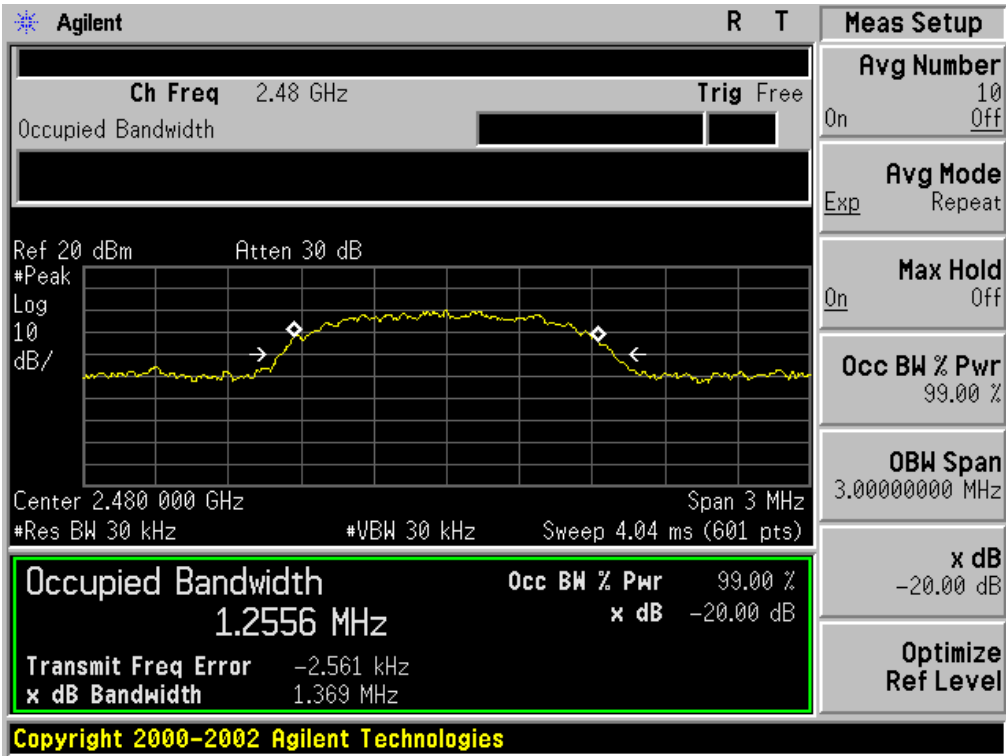 Agilent R T
Ch Freq 2.48 GHz Trig Free
Occupied Bandwidth
Ref 20 dBm Atten 30 dB
#Peak
Log
10
dB/
Center 2.480 000 GHz Span 3 MHz
#Res BW 30 kHz #VBW 30 kHz Sweep 4.04 ms (601 pts)
Occupied Bandwidth Occ BW % Pwr 99.00 %
1.2556 MHz x dB -20.00 dB
Transmit Freq Error -2.561 kHz
x dB Bandwidth 1.369 MHz
Copyright 2000-2002 Agilent Technologies
Meas Setup
Avg Number
10
On Off
Avg Mode
Exp Repeat
Max Hold
On Off
Occ BW % Pwr
99.00 %
OBW Span
3.00000000 MHz
x dB
-20.00 dB
Optimize
Ref Level